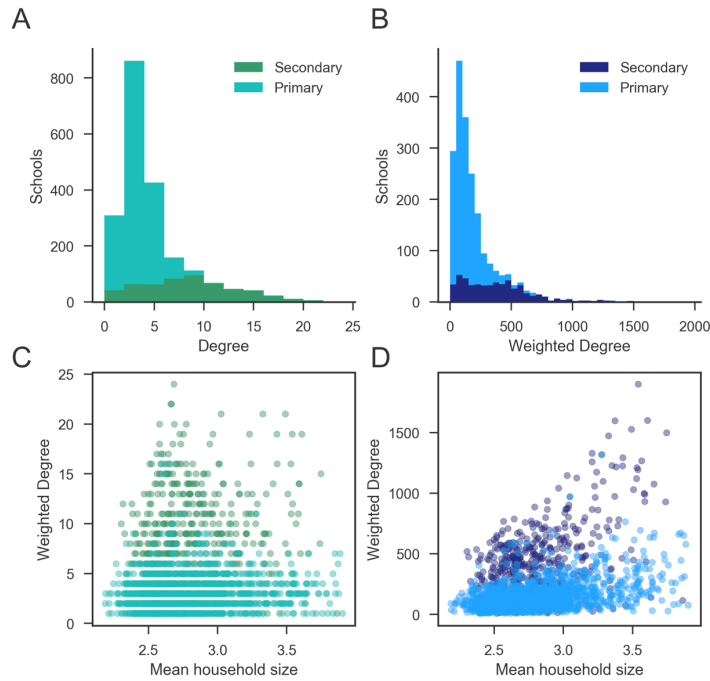 A
B
Secondary
Primary
Secondary
Primary
Schools
800
600
400
200
0
0 5 10 15 20 25
Degree
Schools
400
300
200
100
0
0 500 1000 1500 2000
Weighted Degree
C
D
Weighted Degree
25
20
15
10
5
0
2.5 3.0 3.5
Mean household size
Weighted Degree
1500
1000
500
0
2.5 3.0 3.5
Mean household size